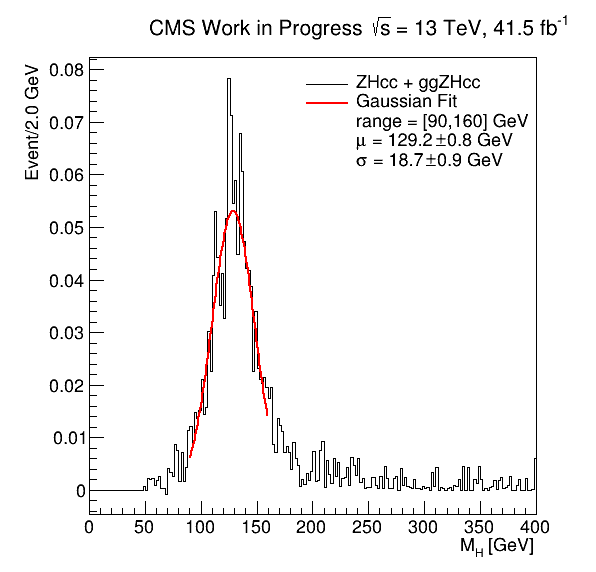 CMS Work in Progress √s = 13 TeV, 41.5 fb⁻¹
Event/2.0 GeV
0.08
0.07
0.06
0.05
0.04
0.03
0.02
0.01
0
ZHcc + ggZHcc
Gaussian Fit
range = [90,160] GeV
μ = 129.2±0.8 GeV
σ = 18.7±0.9 GeV
0 50 100 150 200 250 300 350 400
M_H [GeV]